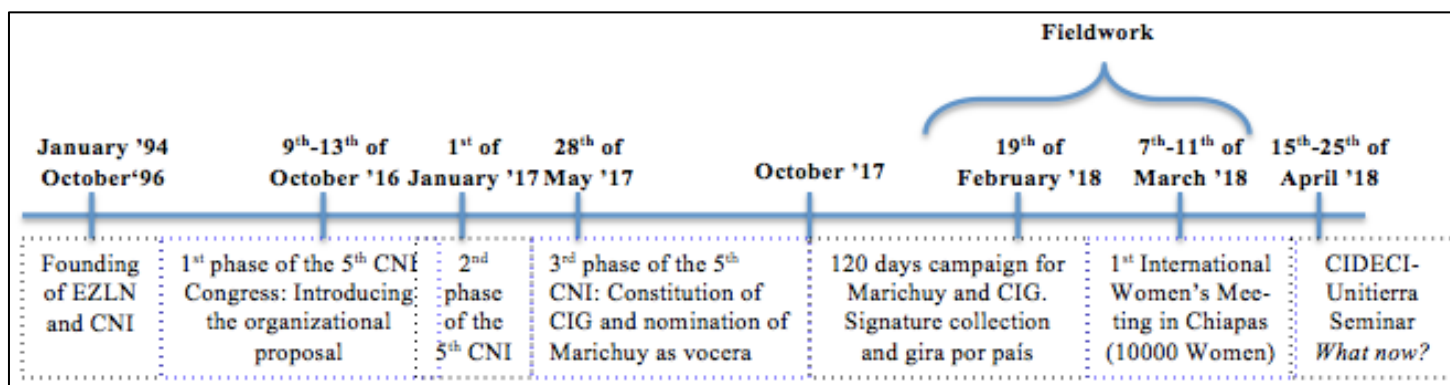 Fieldwork
January ’94
October‘96
9th-13th of
October ’16
1st of
January ’17
28th of
May ’17
October ’17
19th of
February ’18
7th-11th of
March ’18
15th-25th of
April ’18
Founding
of EZLN
and CNI
1st phase of the 5th CNI
Congress: Introducing
the organizational
proposal
2nd
phase
of the
5th CNI
3rd phase of the 5th
CNI: Constitution of
CIG and nomination of
Marichuy as vocera
120 days campaign for
Marichuy and CIG.
Signature collection
and gira por país
1st International
Women’s Mee-
ting in Chiapas
(10000 Women)
CIDECI-
Unitierra
Seminar
What now?